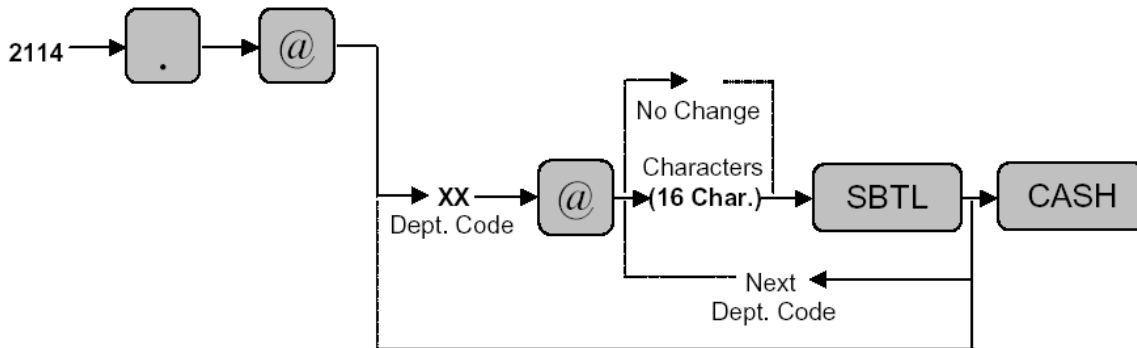 2114
.
@
No Change
Characters
(16 Char.)
XX
Dept. Code
@
SBTL
CASH
Next
Dept. Code